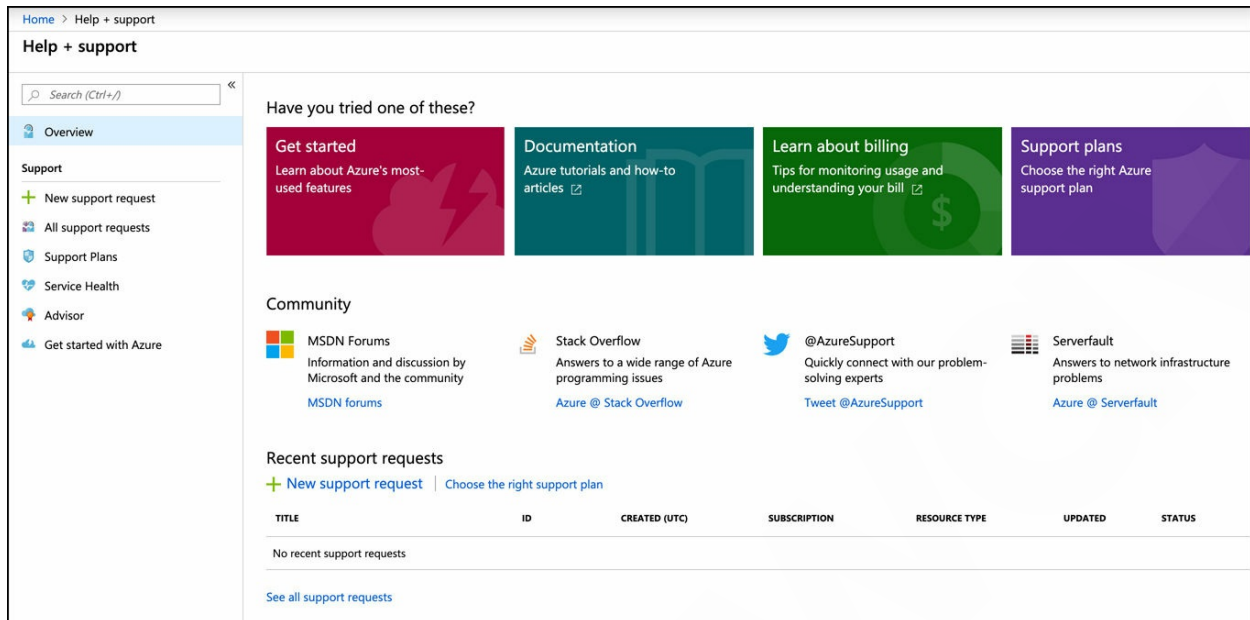 Home > Help + support
Help + support
Search (Ctrl+/)
«
Overview
Support
New support request
All support requests
Support Plans
Service Health
Advisor
Get started with Azure
Have you tried one of these?
Get started
Learn about Azure's most-
used features
Documentation
Azure tutorials and how-to
articles
Learn about billing
Tips for monitoring usage and
understanding your bill
$
Support plans
Choose the right Azure
support plan
Community
MSDN Forums
Information and discussion by
Microsoft and the community
MSDN forums
Stack Overflow
Answers to a wide range of Azure
programming issues
Azure @ Stack Overflow
@AzureSupport
Quickly connect with our problem-
solving experts
Tweet @AzureSupport
Serverfault
Answers to network infrastructure
problems
Azure @ Serverfault
Recent support requests
New support request | Choose the right support plan
TITLE ID CREATED (UTC) SUBSCRIPTION RESOURCE TYPE UPDATED STATUS
No recent support requests
See all support requests